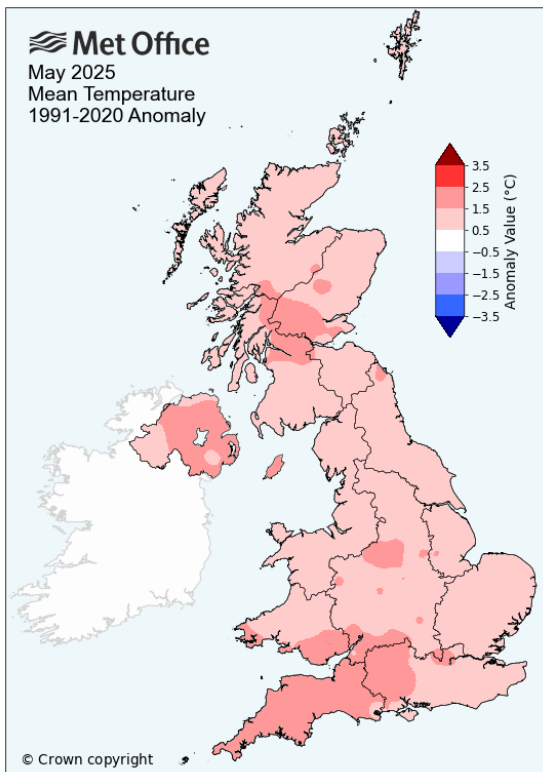 Met Office
May 2025
Mean Temperature
1991-2020 Anomaly
3.5
2.5
1.5
0.5
−0.5
−1.5
−2.5
−3.5
Anomaly Value (°C)
© Crown copyright